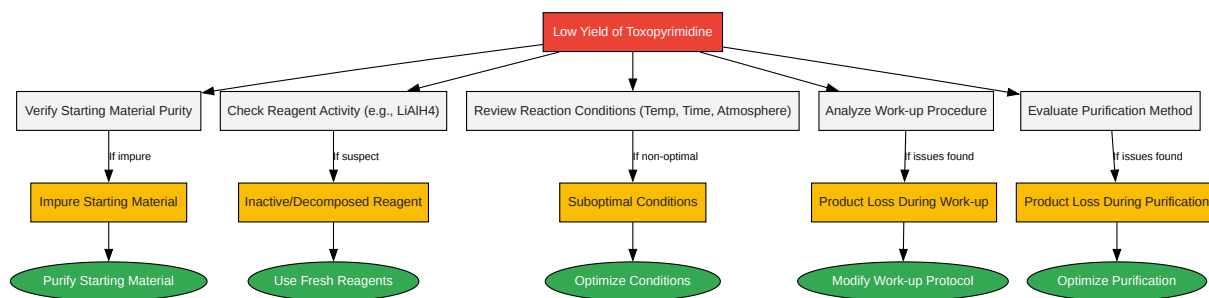 Low Yield of Toxopyrimidine
Verify Starting Material Purity
Check Reagent Activity (e.g., LiAlH4)
Review Reaction Conditions (Temp, Time, Atmosphere)
Analyze Work-up Procedure
Evaluate Purification Method
If impure
If suspect
If non-optimal
If issues found
If issues found
Impure Starting Material
Inactive/Decomposed Reagent
Suboptimal Conditions
Product Loss During Work-up
Product Loss During Purification
Purify Starting Material
Use Fresh Reagents
Optimize Conditions
Modify Work-up Protocol
Optimize Purification